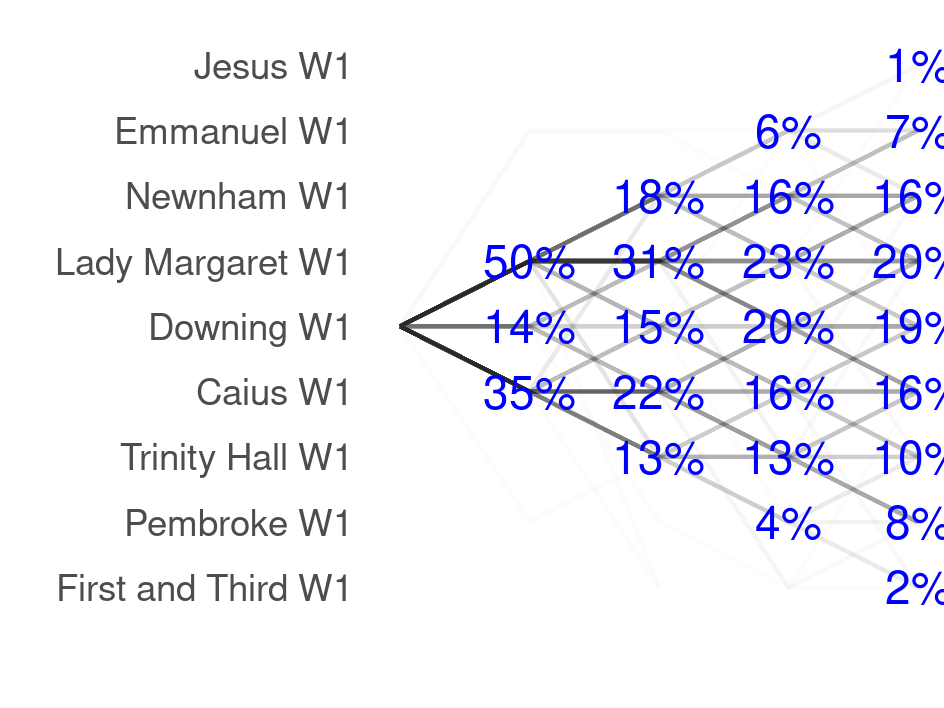 Jesus W1 1%
Emmanuel W1 6% 7%
Newnham W1 18% 16% 16%
Lady Margaret W1 50% 31% 23% 20%
Downing W1 14% 15% 20% 19%
Caius W1 35% 22% 16% 16%
Trinity Hall W1 13% 13% 10%
Pembroke W1 4% 8%
First and Third W1 2%